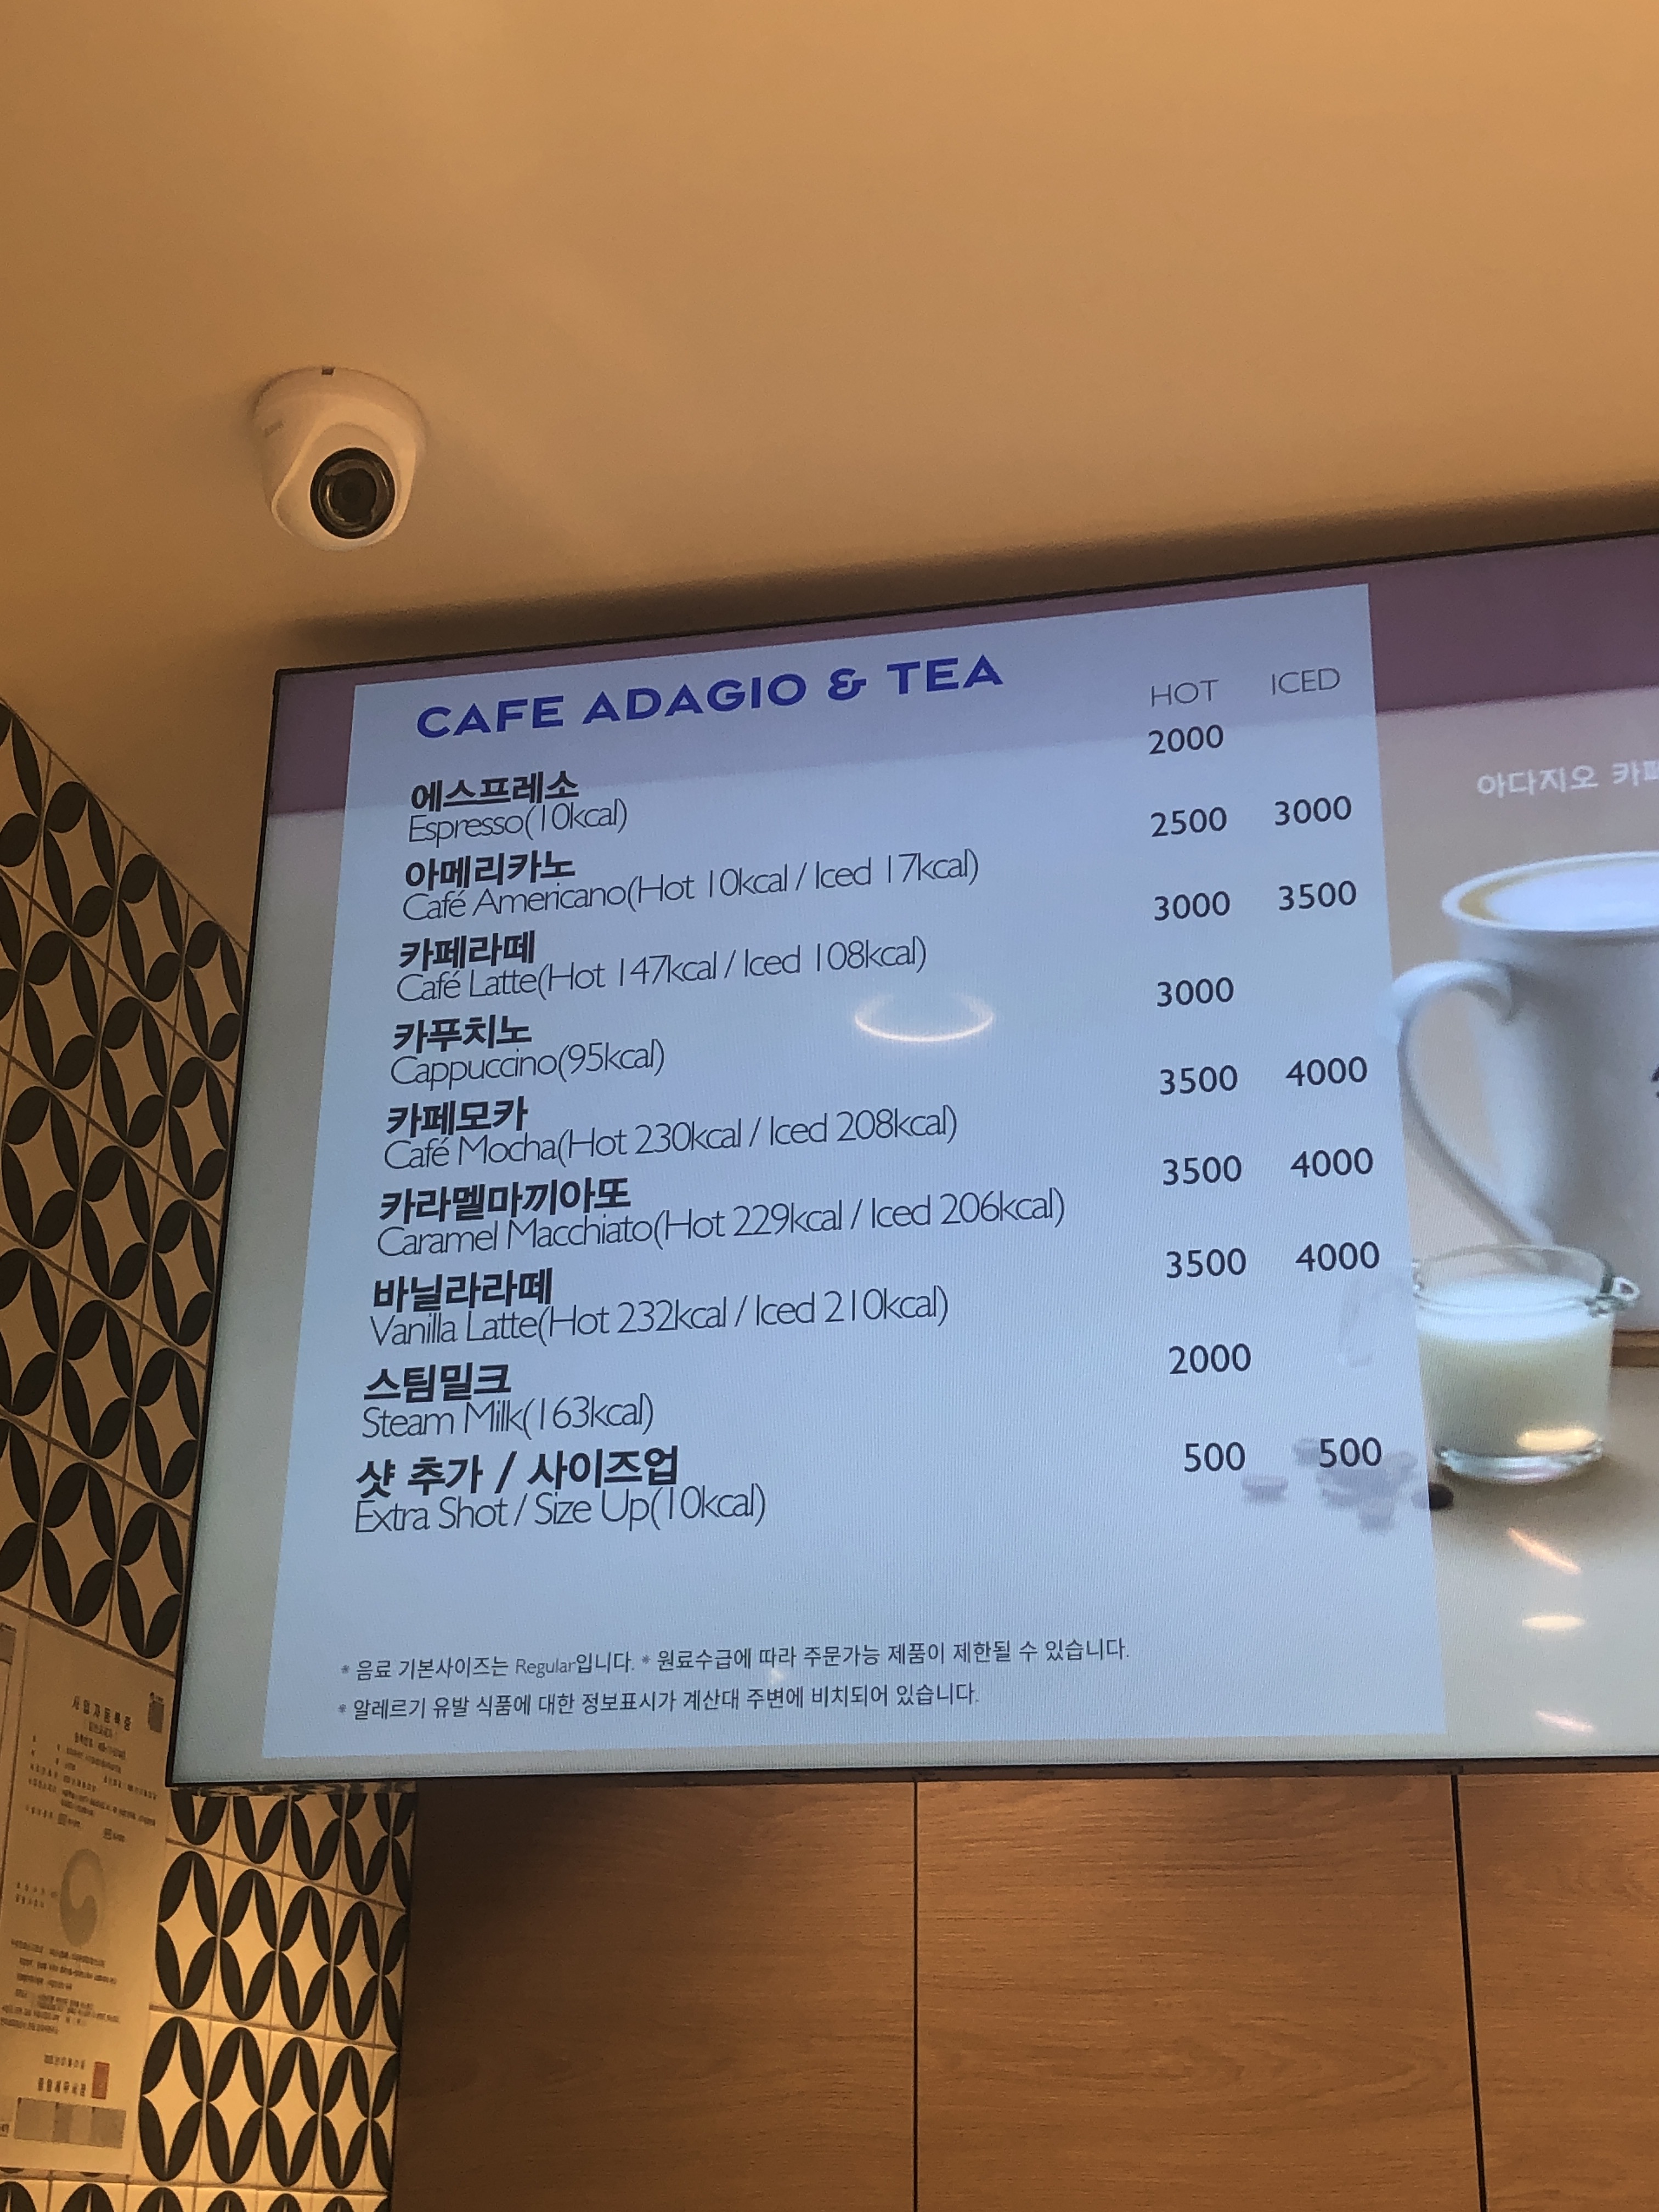 CAFE ADAGIO & TEA
HOT ICED
에스프레소 2000
Espresso(10kcal)
아메리카노 2500 3000
Café Americano(Hot 10kcal / Iced 17kcal)
카페라떼 3000 3500
Café Latte(Hot 147kcal / Iced 108kcal)
카푸치노 3000
Cappuccino(95kcal)
카페모카 3500 4000
Café Mocha(Hot 230kcal / Iced 208kcal)
카라멜마끼아또 3500 4000
Caramel Macchiato(Hot 229kcal / Iced 206kcal)
바닐라라떼 3500 4000
Vanilla Latte(Hot 232kcal / Iced 210kcal)
스팀밀크 2000
Steam Milk(163kcal)
샷 추가 / 사이즈업 500 500
Extra Shot / Size Up(10kcal)
* 음료 기본사이즈는 Regular입니다. * 원료수급에 따라 주문가능 제품이 제한될 수 있습니다.
* 알레르기 유발 식품에 대한 정보표시가 계산대 주변에 비치되어 있습니다.
아다지오
사업자등록증